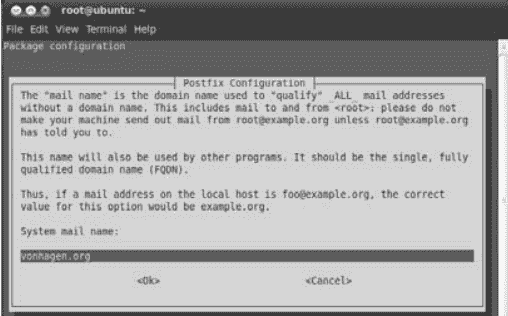 root@ubuntu: ~
File Edit View Terminal Help
Package configuration
Postfix Configuration
The "mail name" is the domain name used to "qualify" _ALL_ mail addresses
without a domain name. This includes mail to and from <root>: please do not
make your machine send out mail from root@example.org unless root@example.org
has told you to.
This name will also be used by other programs. It should be the single, fully
qualified domain name (FQDN).
Thus, if a mail address on the local host is foo@example.org, the correct
value for this option would be example.org.
System mail name:
vonhagen.org
<Ok> <Cancel>